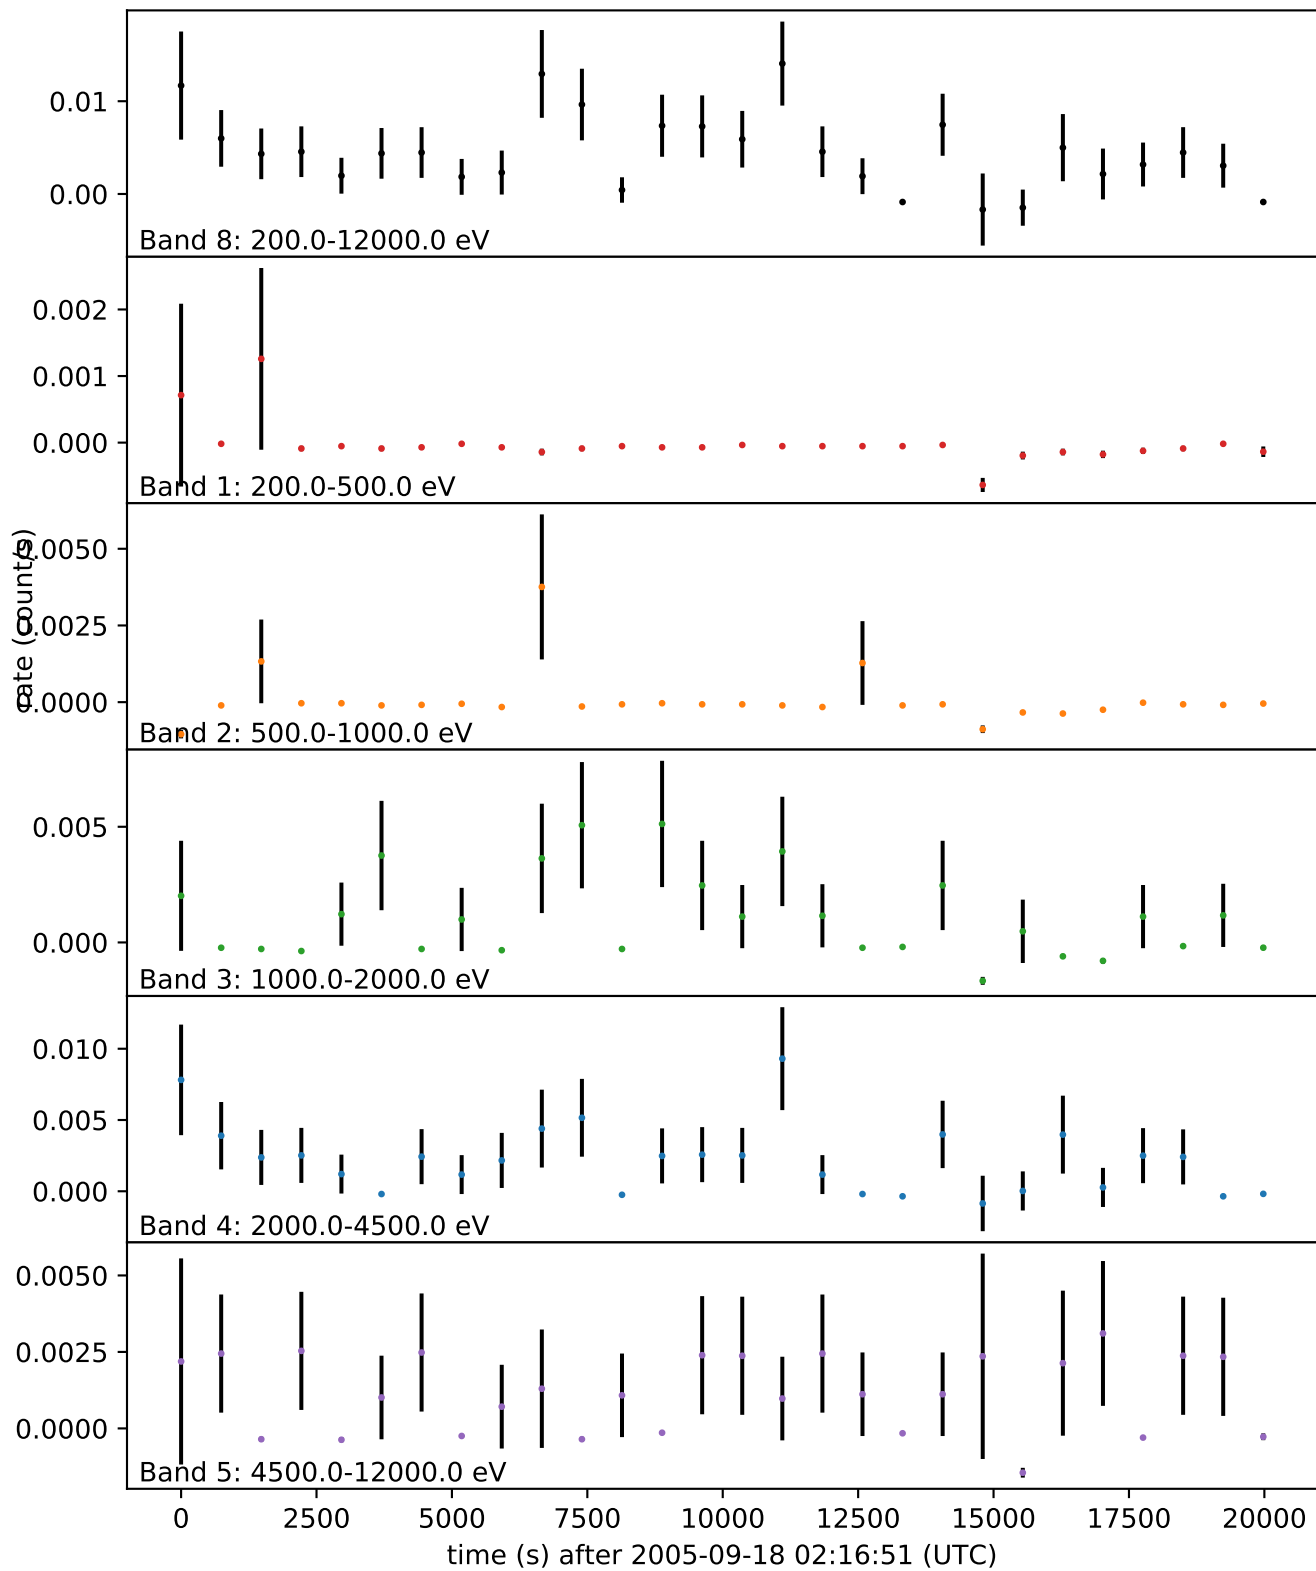 0.01
0.00
Band 8: 200.0-12000.0 eV
0.002
0.001
0.000
Band 1: 200.0-500.0 eV
rate (count/s)
0.0050
0.0025
0.0000
Band 2: 500.0-1000.0 eV
0.005
0.000
Band 3: 1000.0-2000.0 eV
0.010
0.005
0.000
Band 4: 2000.0-4500.0 eV
0.0050
0.0025
0.0000
Band 5: 4500.0-12000.0 eV
0 2500 5000 7500 10000 12500 15000 17500 20000
time (s) after 2005-09-18 02:16:51 (UTC)